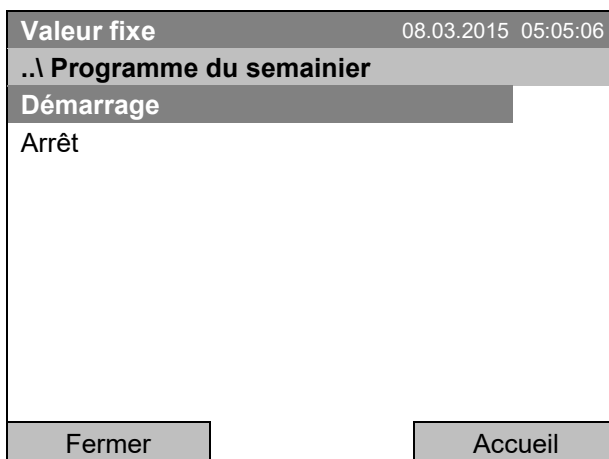 Valeur fixe 08.03.2015 05:05:06
..\ Programme du semainier
Démarrage
Arrêt
Fermer Accueil